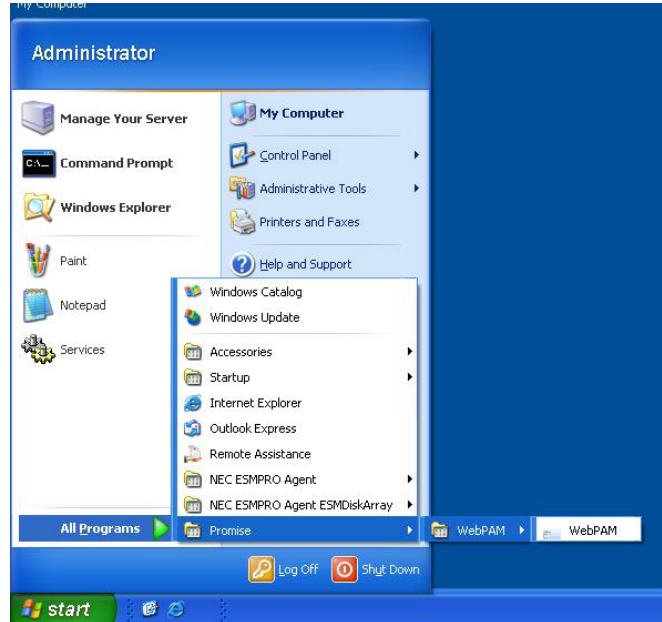 My Computer
Administrator
Manage Your Server
Command Prompt
Windows Explorer
Paint
Notepad
Services
All Programs
My Computer
Control Panel
Administrative Tools
Printers and Faxes
Help and Support
Windows Catalog
Windows Update
Accessories
Startup
Internet Explorer
Outlook Express
Remote Assistance
NEC ESMPRO Agent
NEC ESMPRO Agent ESMDiskArray
Promise
WebPAM
WebPAM
Log Off
Shut Down
start